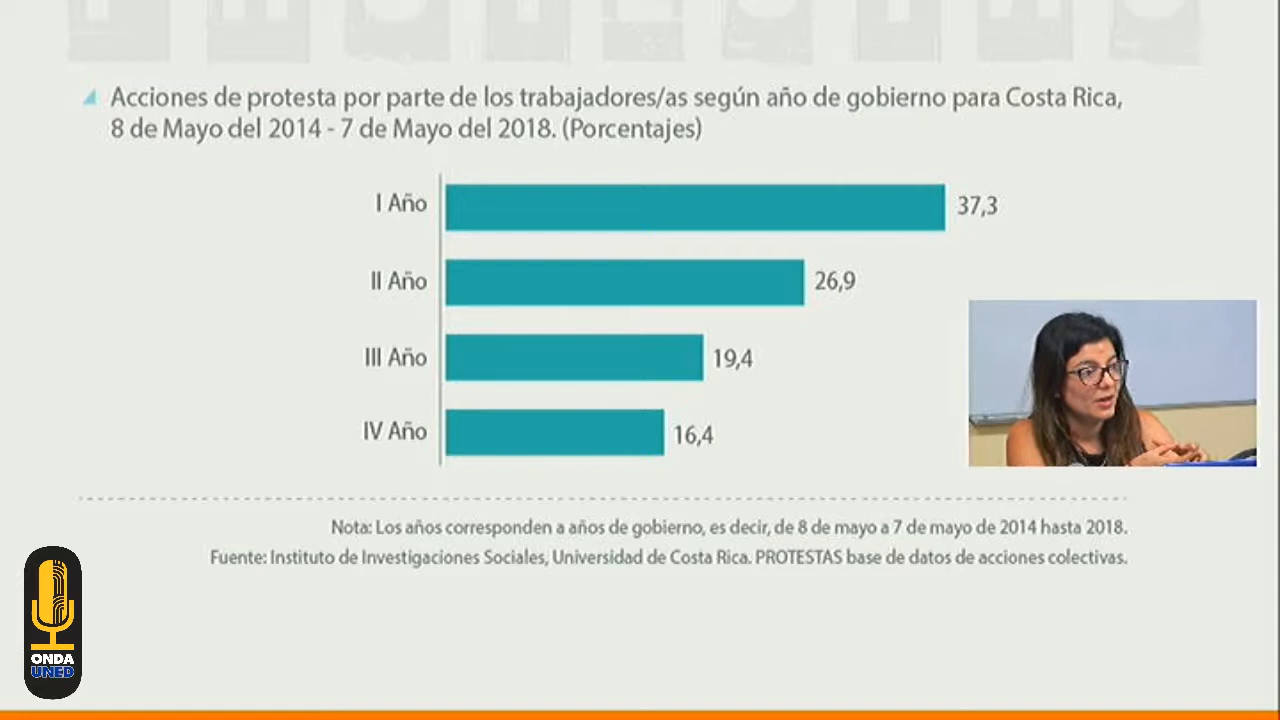 Acciones de protesta por parte de los trabajadores/as según año de gobierno para Costa Rica,
8 de Mayo del 2014 - 7 de Mayo del 2018. (Porcentajes)
I Año
37,3
II Año
26,9
III Año
19,4
IV Año
16,4
Nota: Los años corresponden a años de gobierno, es decir, de 8 de mayo a 7 de mayo de 2014 hasta 2018.
Fuente: Instituto de Investigaciones Sociales, Universidad de Costa Rica. PROTESTAS base de datos de acciones colectivas.
ONDA
UNED